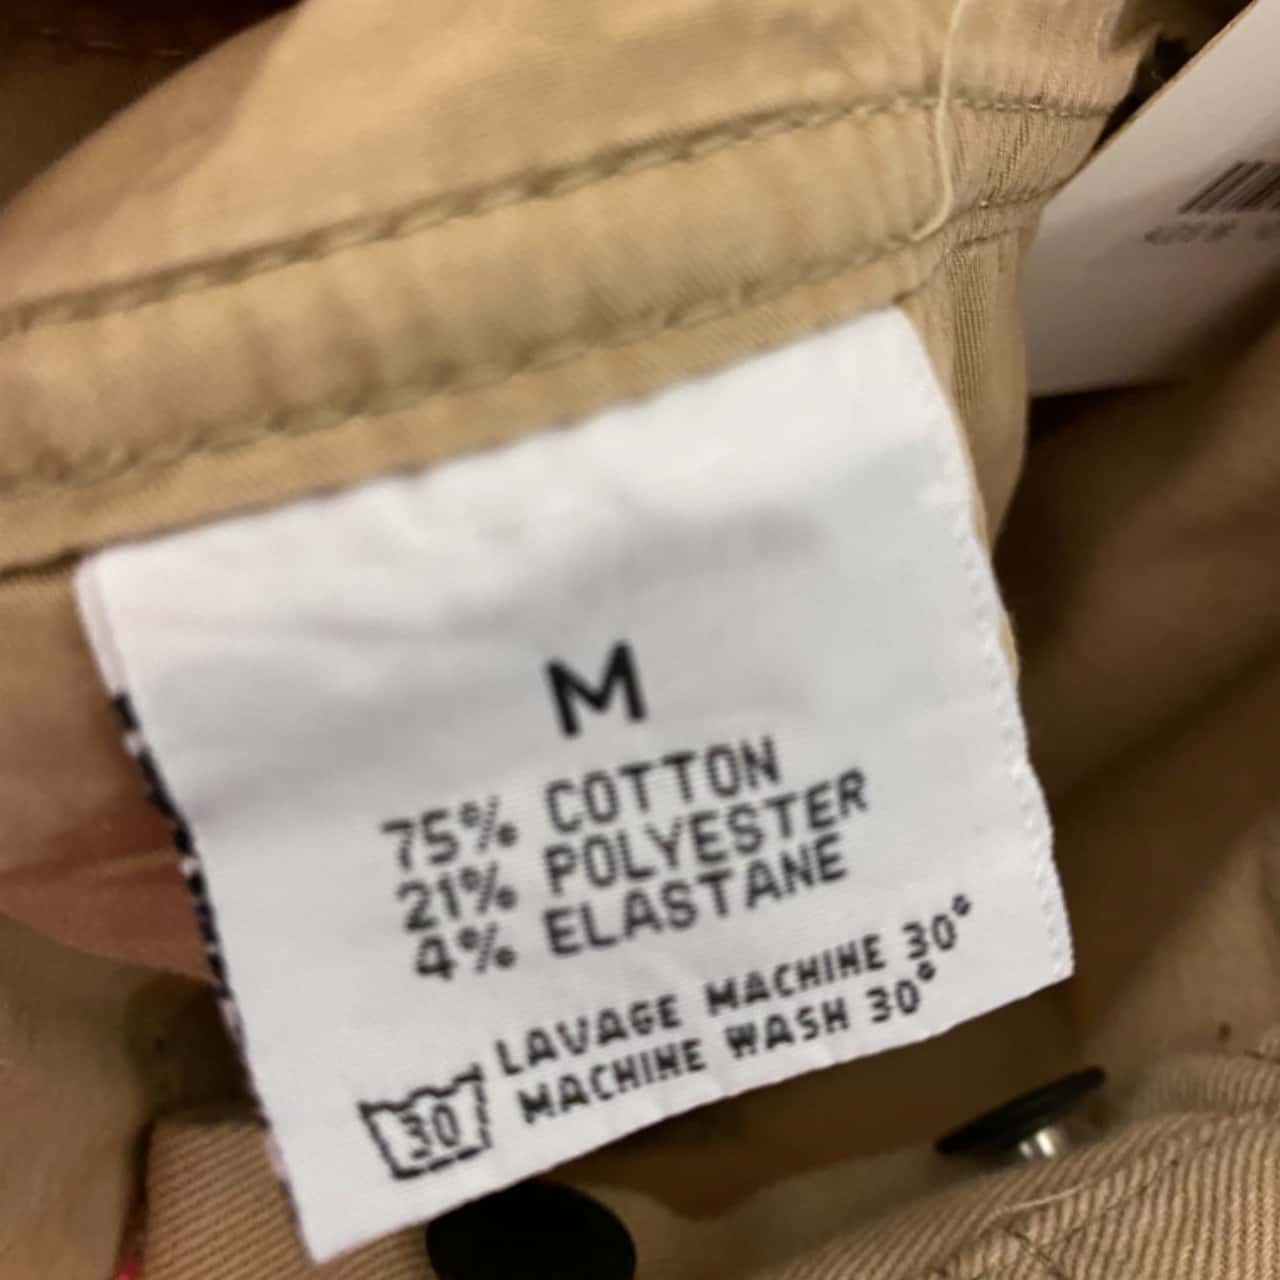 M
75% COTTON
21% POLYESTER
4% ELASTANE
LAVAGE MACHINE 30°
MACHINE WASH 30°
30